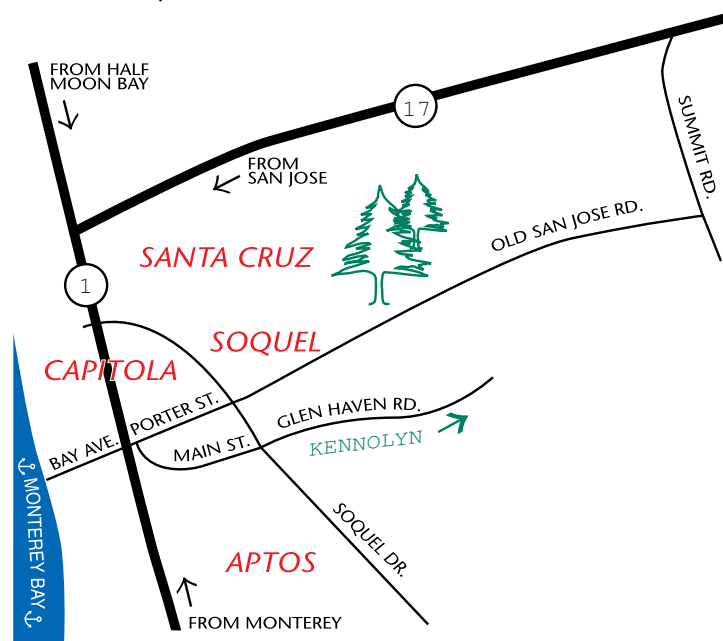 FROM HALF
MOON BAY
17
SUMMIT RD.
FROM
SAN JOSE
OLD SAN JOSE RD.
SANTA CRUZ
1
SOQUEL
CAPITOLA
PORTER ST.
GLEN HAVEN RD.
BAY AVE.
MAIN ST.
KENNOLYN
MONTEREY BAY
SOQUEL DR.
APTOS
FROM MONTEREY